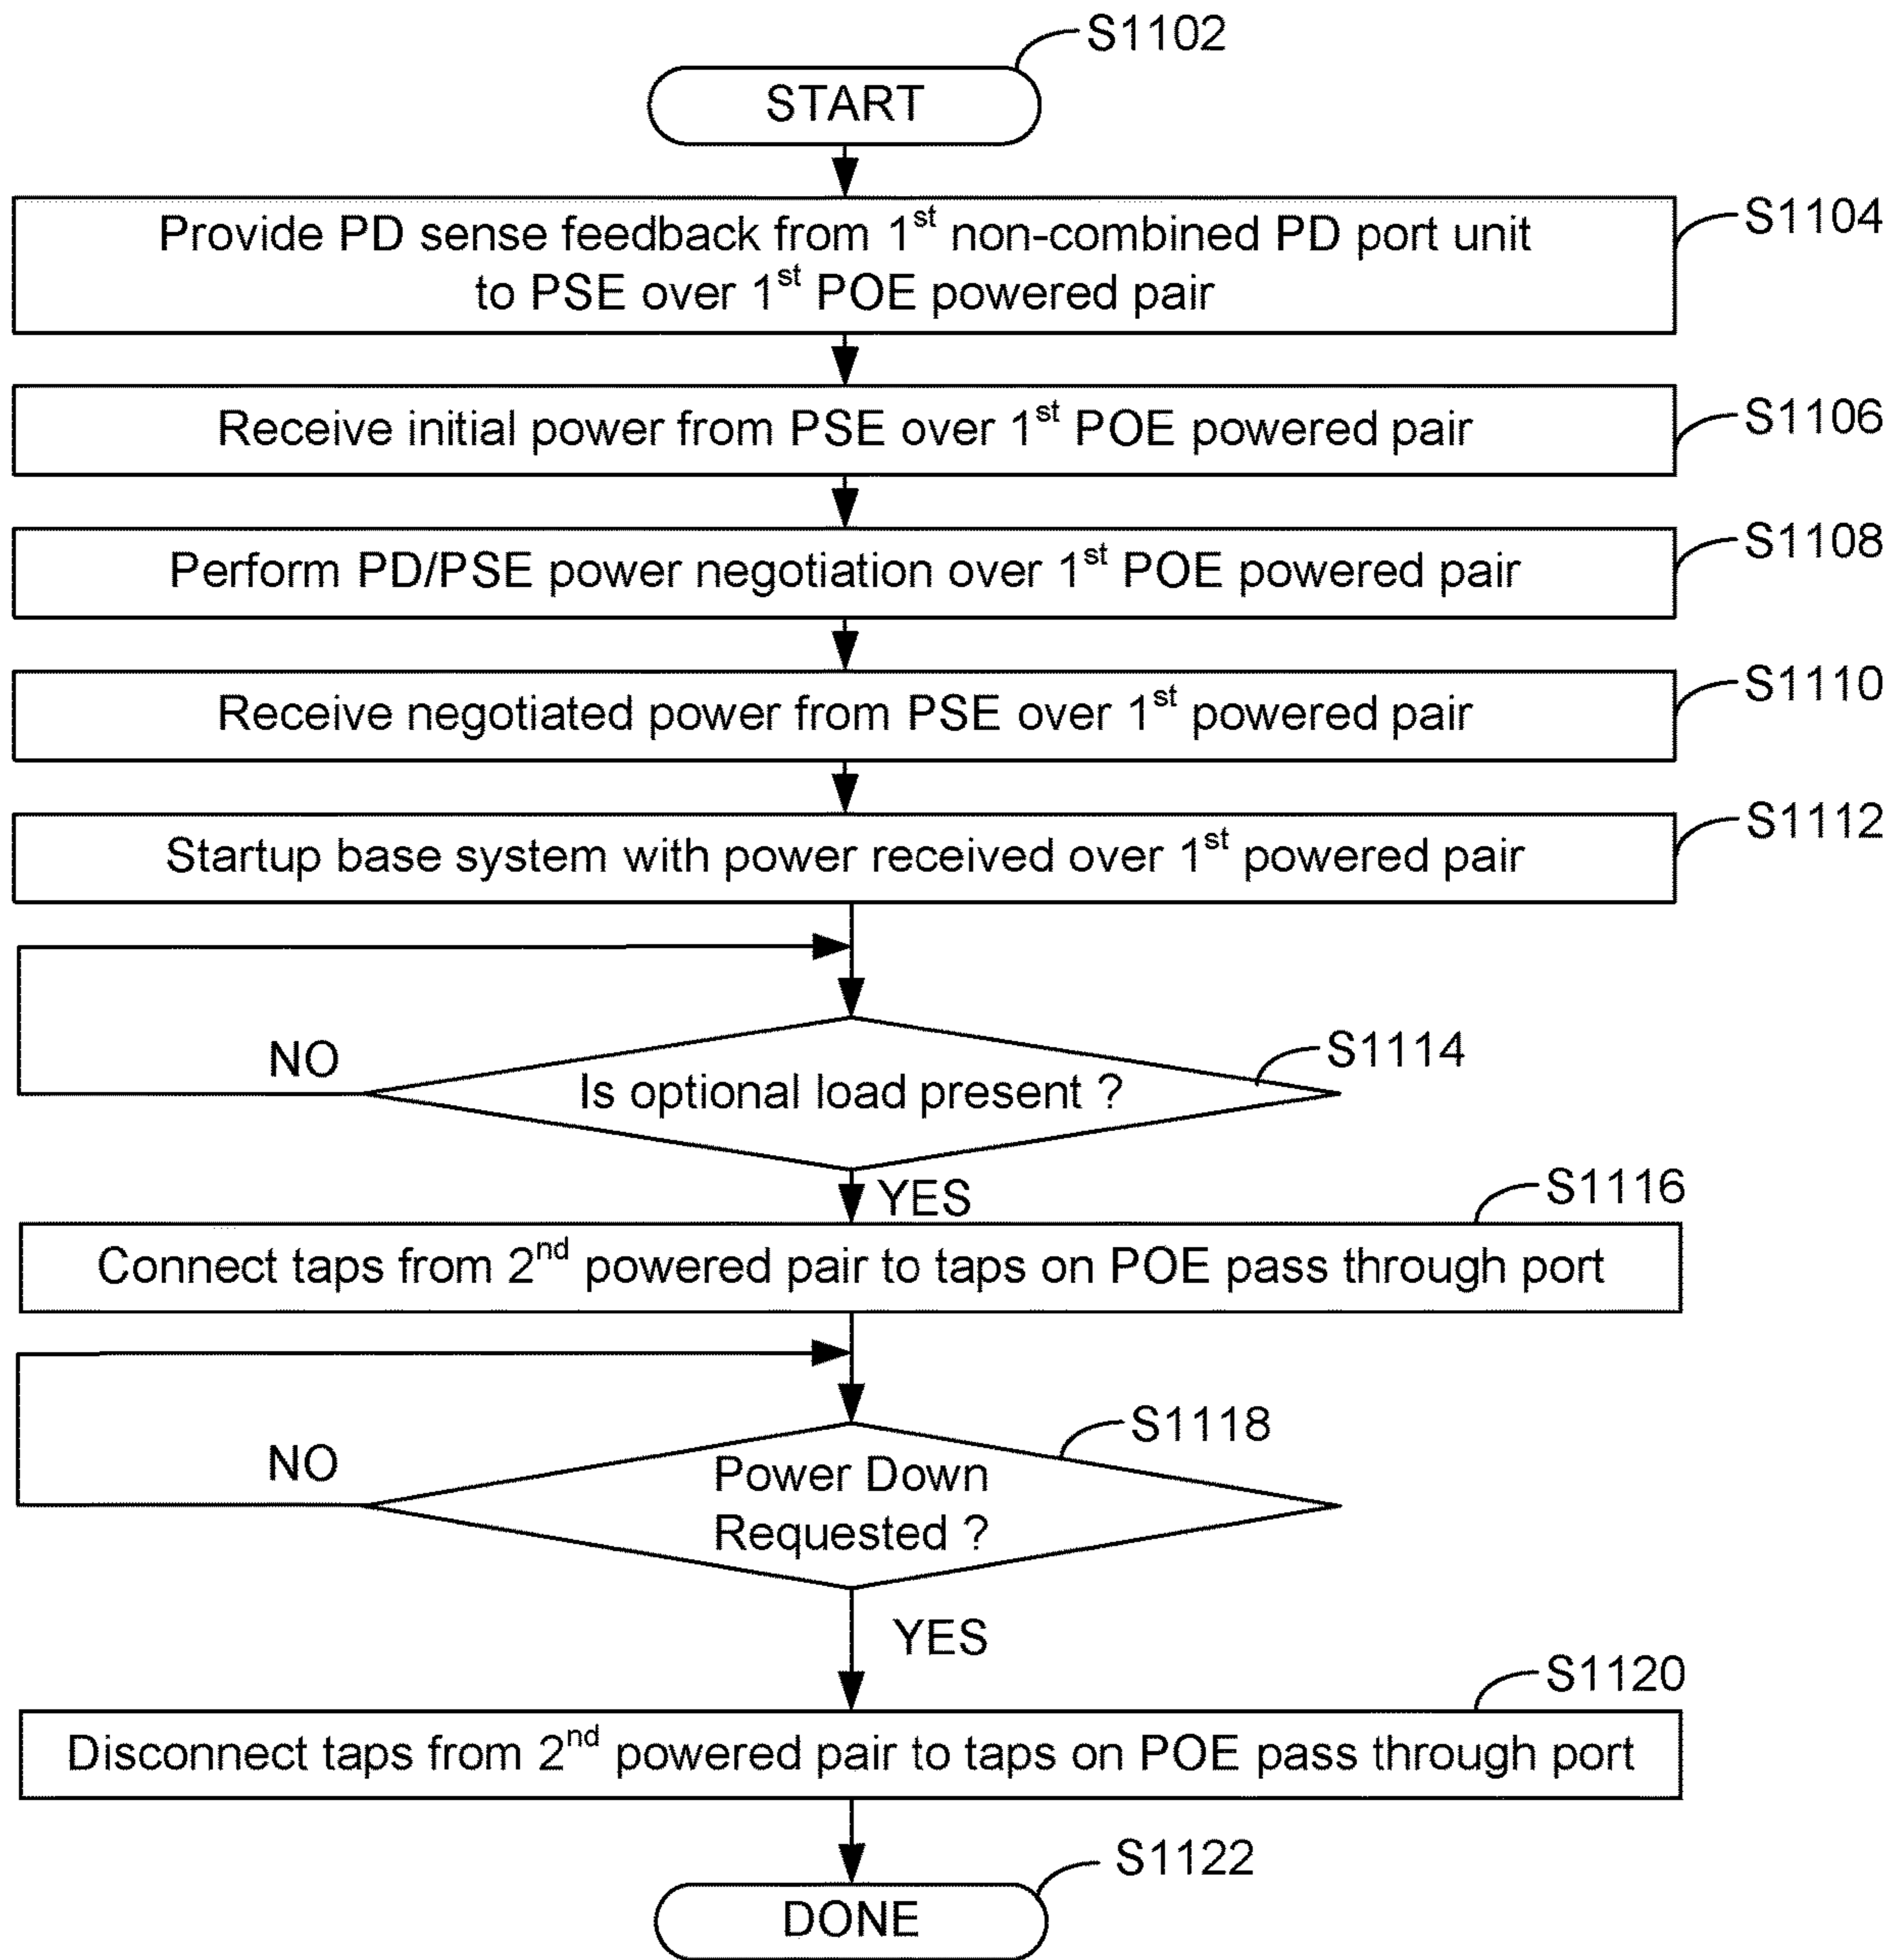 S1102
START
Provide PD sense feedback from 1st non-combined PD port unit
to PSE over 1st POE powered pair
S1104
Receive initial power from PSE over 1st POE powered pair
S1106
Perform PD/PSE power negotiation over 1st POE powered pair
S1108
Receive negotiated power from PSE over 1st powered pair
S1110
Startup base system with power received over 1st powered pair
S1112
NO
Is optional load present ?
S1114
YES
S1116
Connect taps from 2nd powered pair to taps on POE pass through port
NO
Power Down
Requested ?
S1118
YES
S1120
Disconnect taps from 2nd powered pair to taps on POE pass through port
S1122
DONE